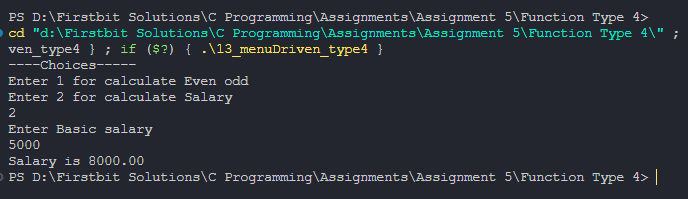 PS D:\Firstbit Solutions\C Programming\Assignments\Assignment 5\Function Type 4>
cd "d:\Firstbit Solutions\C Programming\Assignments\Assignment 5\Function Type 4\" ;
ven_type4 } ; if ($?) { .\13_menuDriven_type4 }
----Choices-----
Enter 1 for calculate Even odd
Enter 2 for calculate Salary
2
Enter Basic salary
5000
Salary is 8000.00
PS D:\Firstbit Solutions\C Programming\Assignments\Assignment 5\Function Type 4>